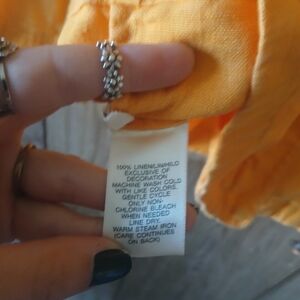 100% LINEN/LIN/HILO
EXCLUSIVE OF
DECORATION
MACHINE WASH COLD
WITH LIKE COLORS,
GENTLE CYCLE
ONLY NON-
CHLORINE BLEACH
WHEN NEEDED
LINE DRY.
WARM STEAM IRON
(CARE CONTINUES
ON BACK)